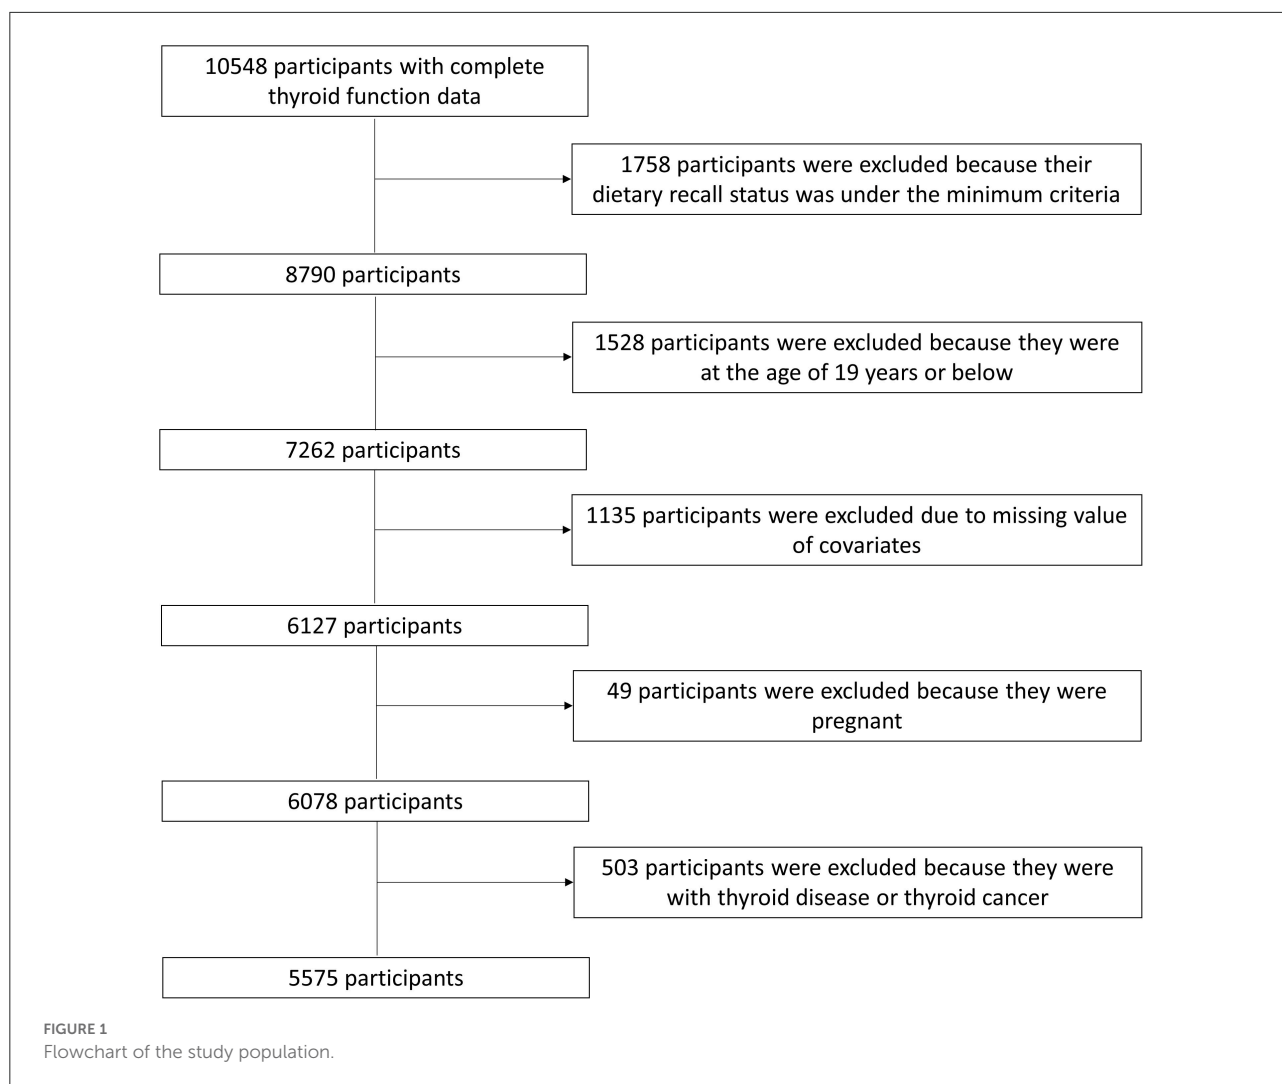 10548 participants with complete
thyroid function data
1758 participants were excluded because their
dietary recall status was under the minimum criteria
8790 participants
1528 participants were excluded because they were
at the age of 19 years or below
7262 participants
1135 participants were excluded due to missing value
of covariates
6127 participants
49 participants were excluded because they were
pregnant
6078 participants
503 participants were excluded because they were
with thyroid disease or thyroid cancer
5575 participants
FIGURE 1
Flowchart of the study population.